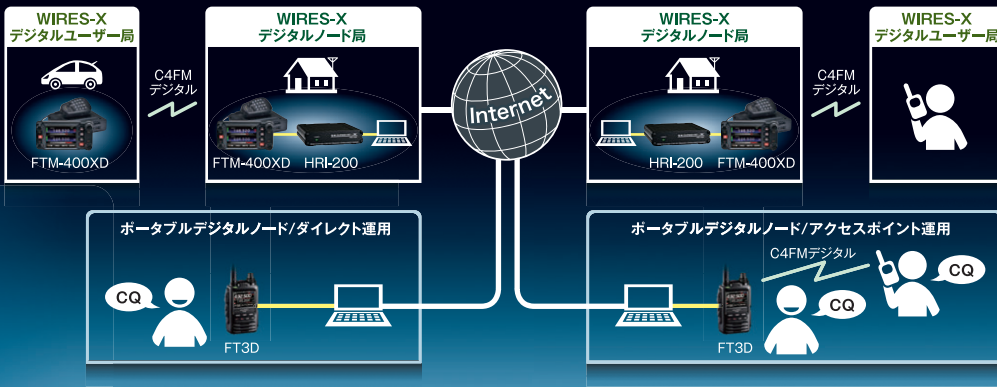 WIRES-X
デジタルユーザー局
C4FM
デジタル
FTM-400XD
WIRES-X
デジタルノード局
FTM-400XD
HRI-200
Internet
WIRES-X
デジタルノード局
HRI-200
FTM-400XD
C4FM
デジタル
WIRES-X
デジタルユーザー局
ポータブルデジタルノード/ダイレクト運用
CQ
FT3D
ポータブルデジタルノード/アクセスポイント運用
C4FMデジタル
FT3D
CQ
CQ